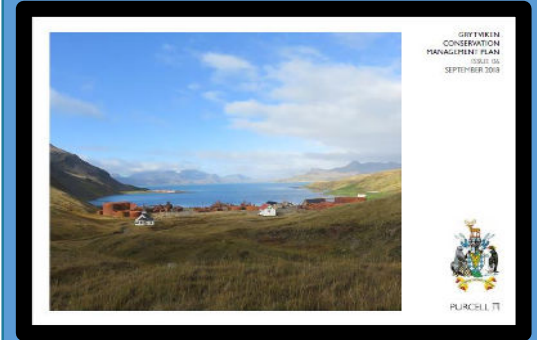 GRYTVIKEN
CONSERVATION
MANAGEMENT PLAN
ISSUE 06
SEPTEMBER 2018
PURCELL